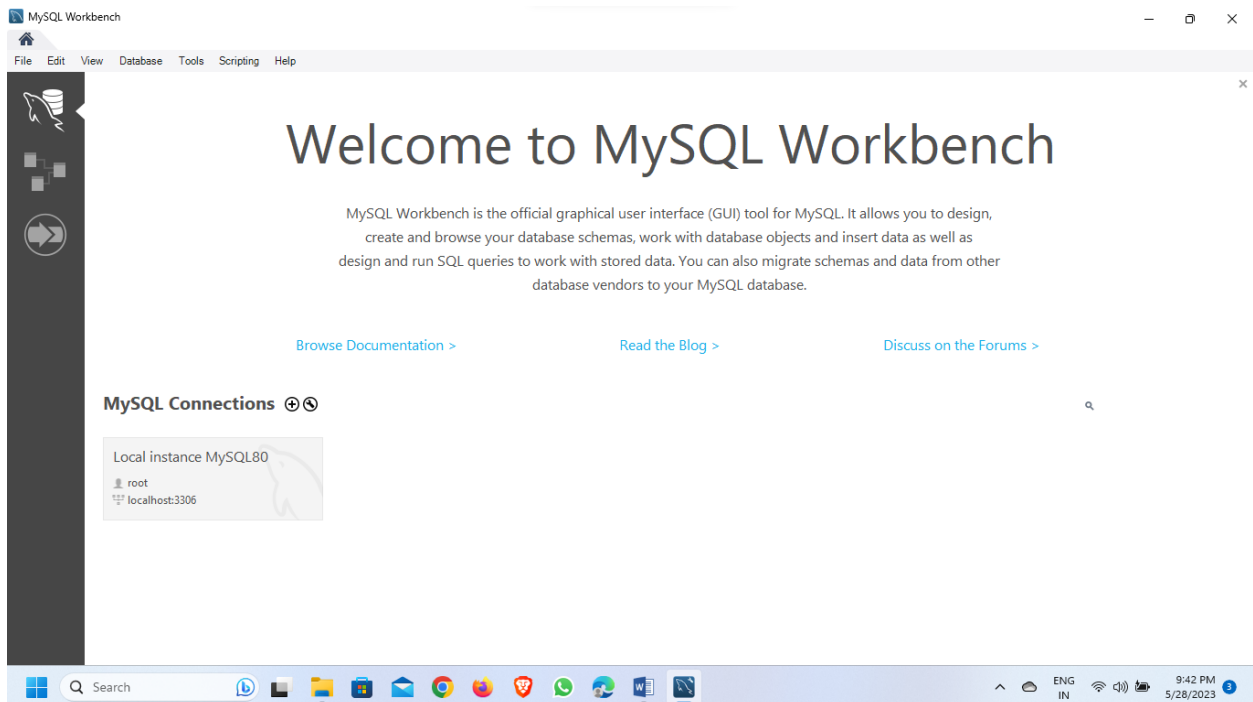 MySQL Workbench
File Edit View Database Tools Scripting Help
Welcome to MySQL Workbench
MySQL Workbench is the official graphical user interface (GUI) tool for MySQL. It allows you to design,
create and browse your database schemas, work with database objects and insert data as well as
design and run SQL queries to work with stored data. You can also migrate schemas and data from other
database vendors to your MySQL database.
Browse Documentation > Read the Blog > Discuss on the Forums >
MySQL Connections
Local instance MySQL80
root
localhost:3306
Search
ENG
IN
9:42 PM
5/28/2023
3